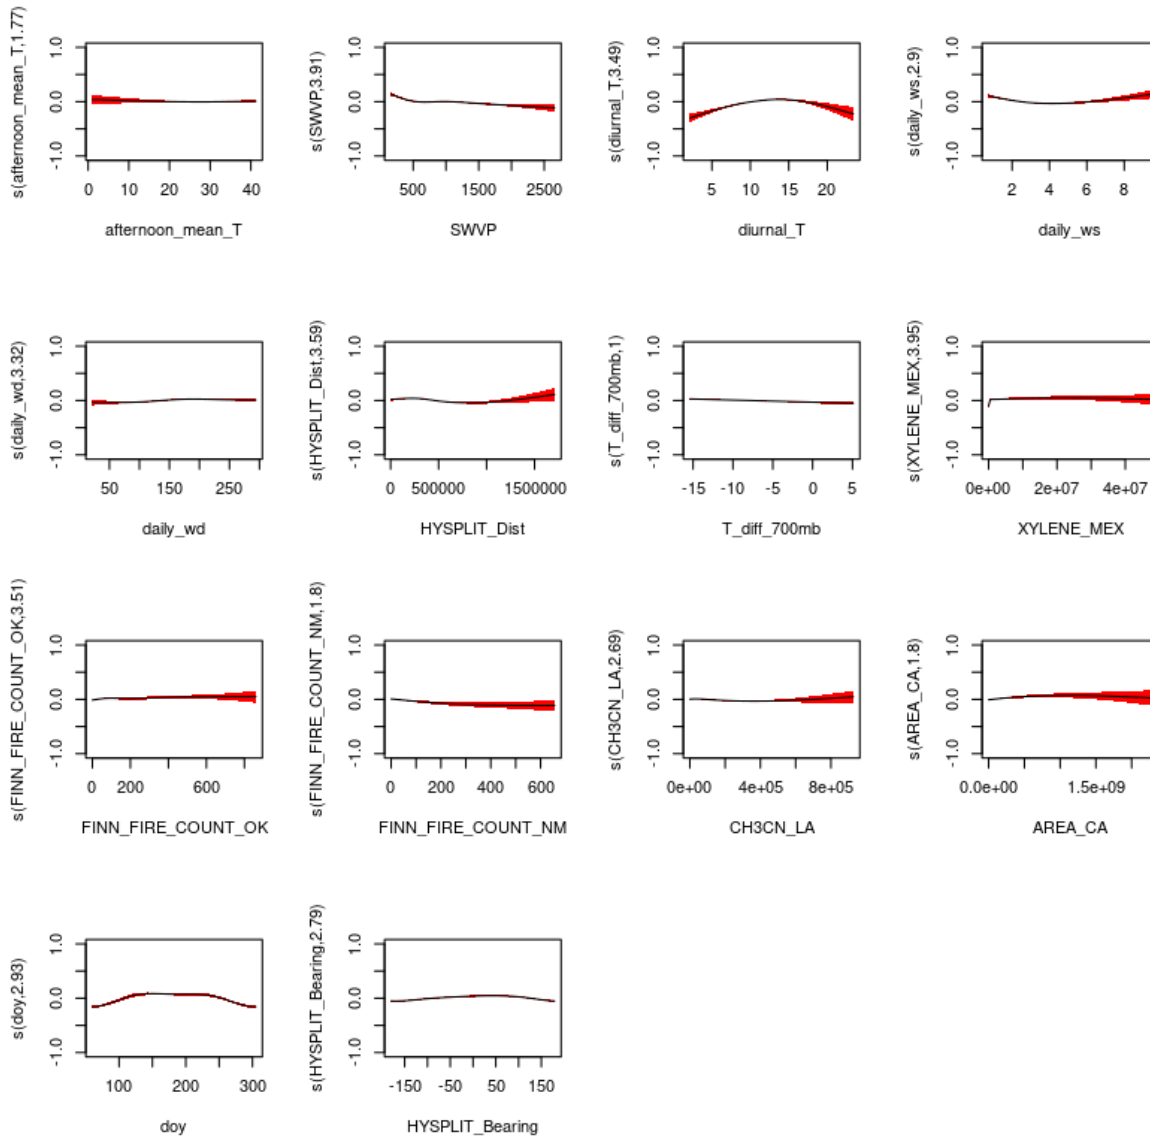 s(afternoon_mean_T,1.77)
1.0
0.0
-1.0
0 10 20 30 40
afternoon_mean_T
s(SWVP,3.91)
1.0
0.0
-1.0
500 1500 2500
SWVP
s(diurnal_T,3.49)
1.0
0.0
-1.0
5 10 15 20
diurnal_T
s(daily_ws,2.9)
1.0
0.0
-1.0
2 4 6 8
daily_ws
s(daily_wd,3.32)
1.0
0.0
-1.0
50 150 250
daily_wd
s(HYSPLIT_Dist,3.59)
1.0
0.0
-1.0
0 500000 1500000
HYSPLIT_Dist
s(T_diff_700mb,1)
1.0
0.0
-1.0
-15 -10 -5 0 5
T_diff_700mb
s(XYLENE_MEX,3.95)
1.0
0.0
-1.0
0e+00 2e+07 4e+07
XYLENE_MEX
s(FINN_FIRE_COUNT_OK,3.51)
1.0
0.0
-1.0
0 200 600
FINN_FIRE_COUNT_OK
s(FINN_FIRE_COUNT_NM,1.8)
1.0
0.0
-1.0
0 200 400 600
FINN_FIRE_COUNT_NM
s(CH3CN_LA,2.69)
1.0
0.0
-1.0
0e+00 4e+05 8e+05
CH3CN_LA
s(AREA_CA,1.8)
1.0
0.0
-1.0
0.0e+00 1.5e+09
AREA_CA
s(doy,2.93)
1.0
0.0
-1.0
100 200 300
doy
s(HYSPLIT_Bearing,2.79)
1.0
0.0
-1.0
-150 -50 50 150
HYSPLIT_Bearing